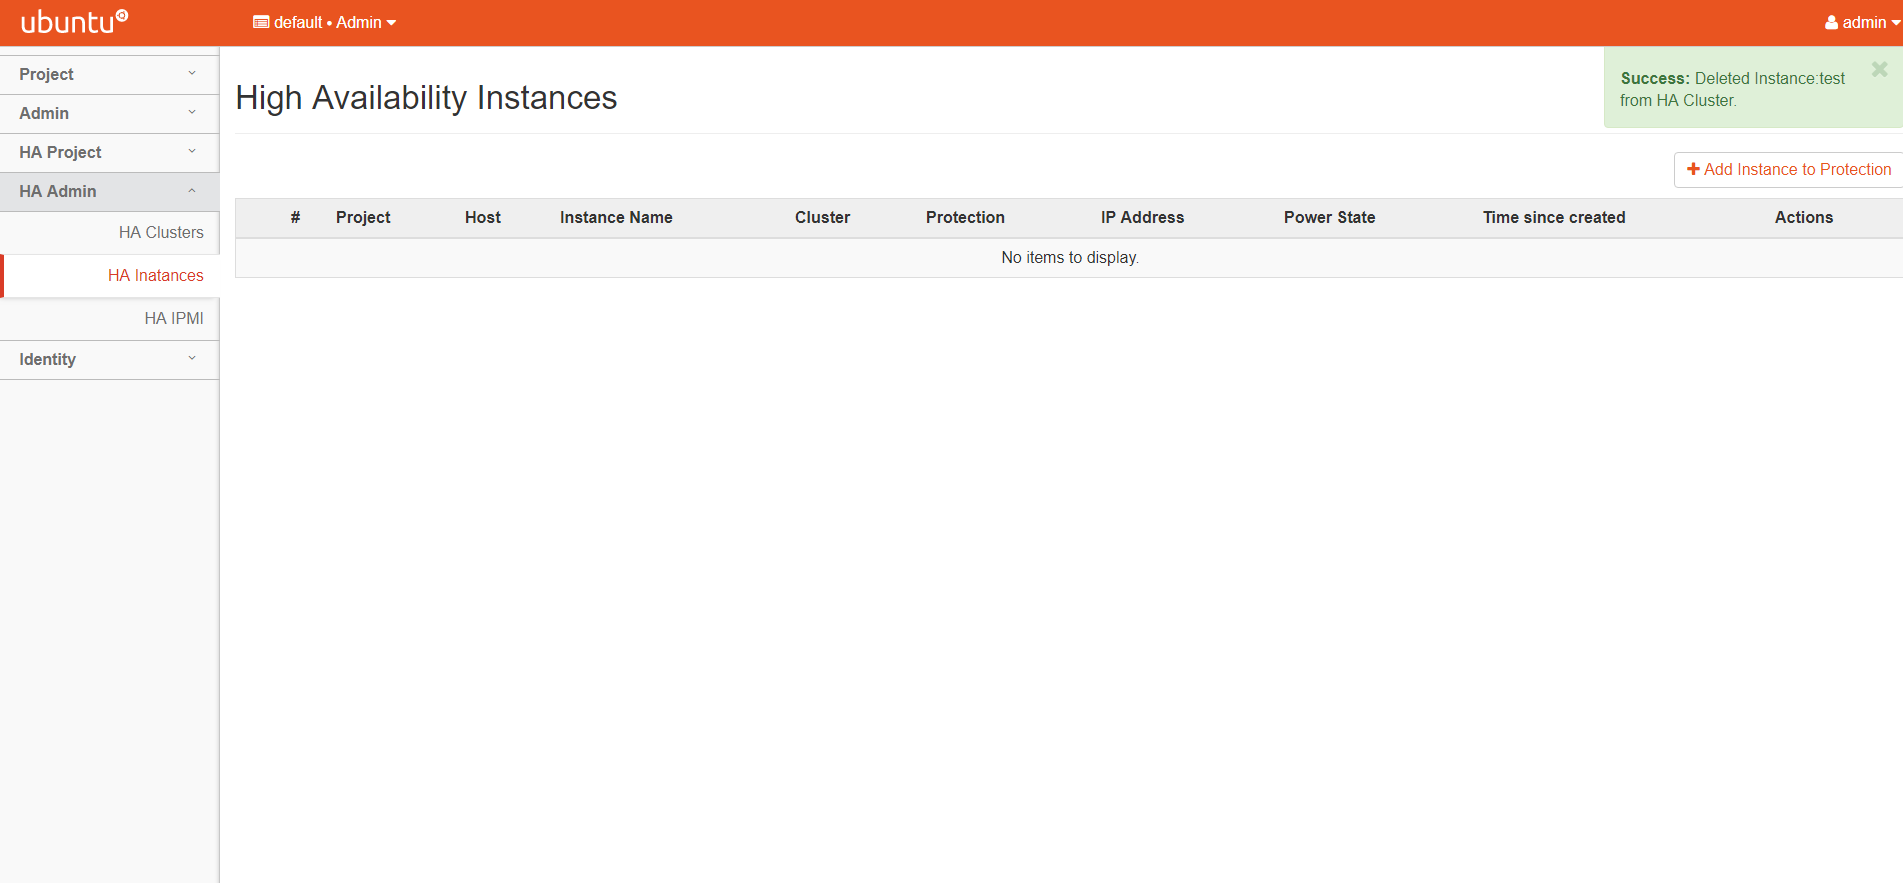 ubuntu
default • Admin
admin
Project
Admin
HA Project
HA Admin
HA Clusters
HA Inatances
HA IPMI
Identity
High Availability Instances
Success: Deleted Instance:test
from HA Cluster.
Add Instance to Protection
# Project Host Instance Name Cluster Protection IP Address Power State Time since created Actions
No items to display.